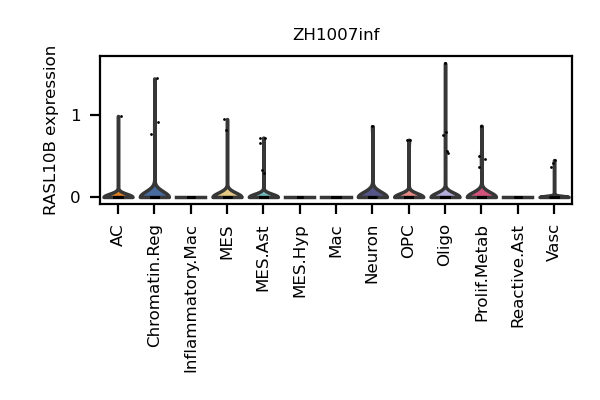 ZH1007inf
RASL10B expression
1
0
AC
Chromatin.Reg
Inflammatory.Mac
MES
MES.Ast
MES.Hyp
Mac
Neuron
OPC
Oligo
Prolif.Metab
Reactive.Ast
Vasc